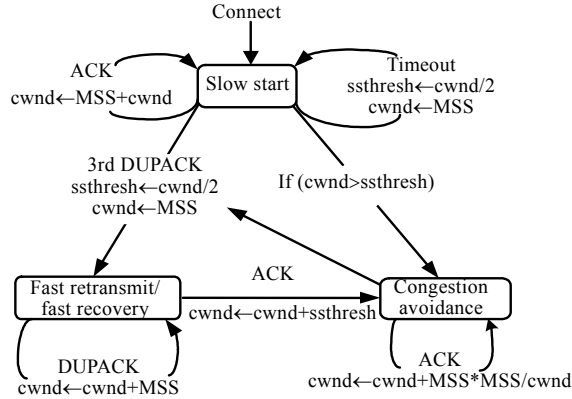 Connect
ACK
cwnd←MSS+cwnd
Slow start
Timeout
ssthresh←cwnd/2
cwnd←MSS
3rd DUPACK
ssthresh←cwnd/2
cwnd←MSS
If (cwnd>ssthresh)
Fast retransmit/
fast recovery
ACK
cwnd←cwnd+ssthresh
Congestion
avoidance
DUPACK
cwnd←cwnd+MSS
ACK
cwnd←cwnd+MSS*MSS/cwnd